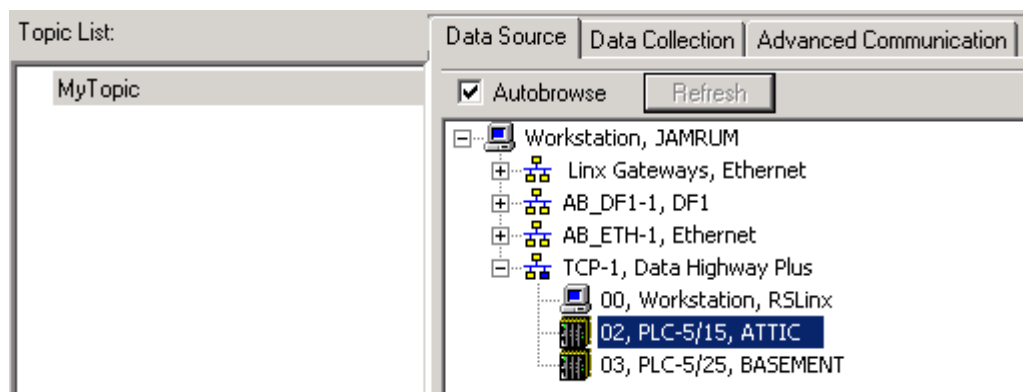 Topic List:
MyTopic
Data Source
Data Collection
Advanced Communication
Autobrowse
Refresh
Workstation, JAMRUM
Linx Gateways, Ethernet
AB_DF1-1, DF1
AB_ETH-1, Ethernet
TCP-1, Data Highway Plus
00, Workstation, RSLinx
02, PLC-5/15, ATTIC
03, PLC-5/25, BASEMENT